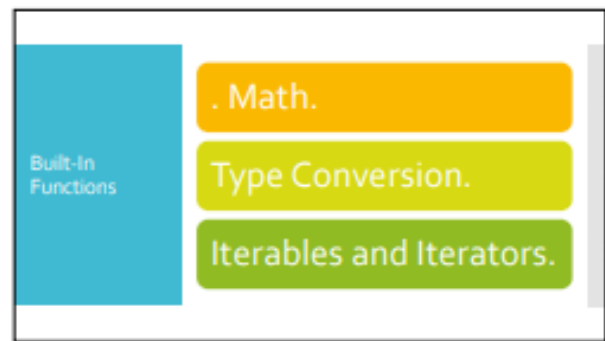 Built-In
Functions
. Math.
Type Conversion.
Iterables and Iterators.